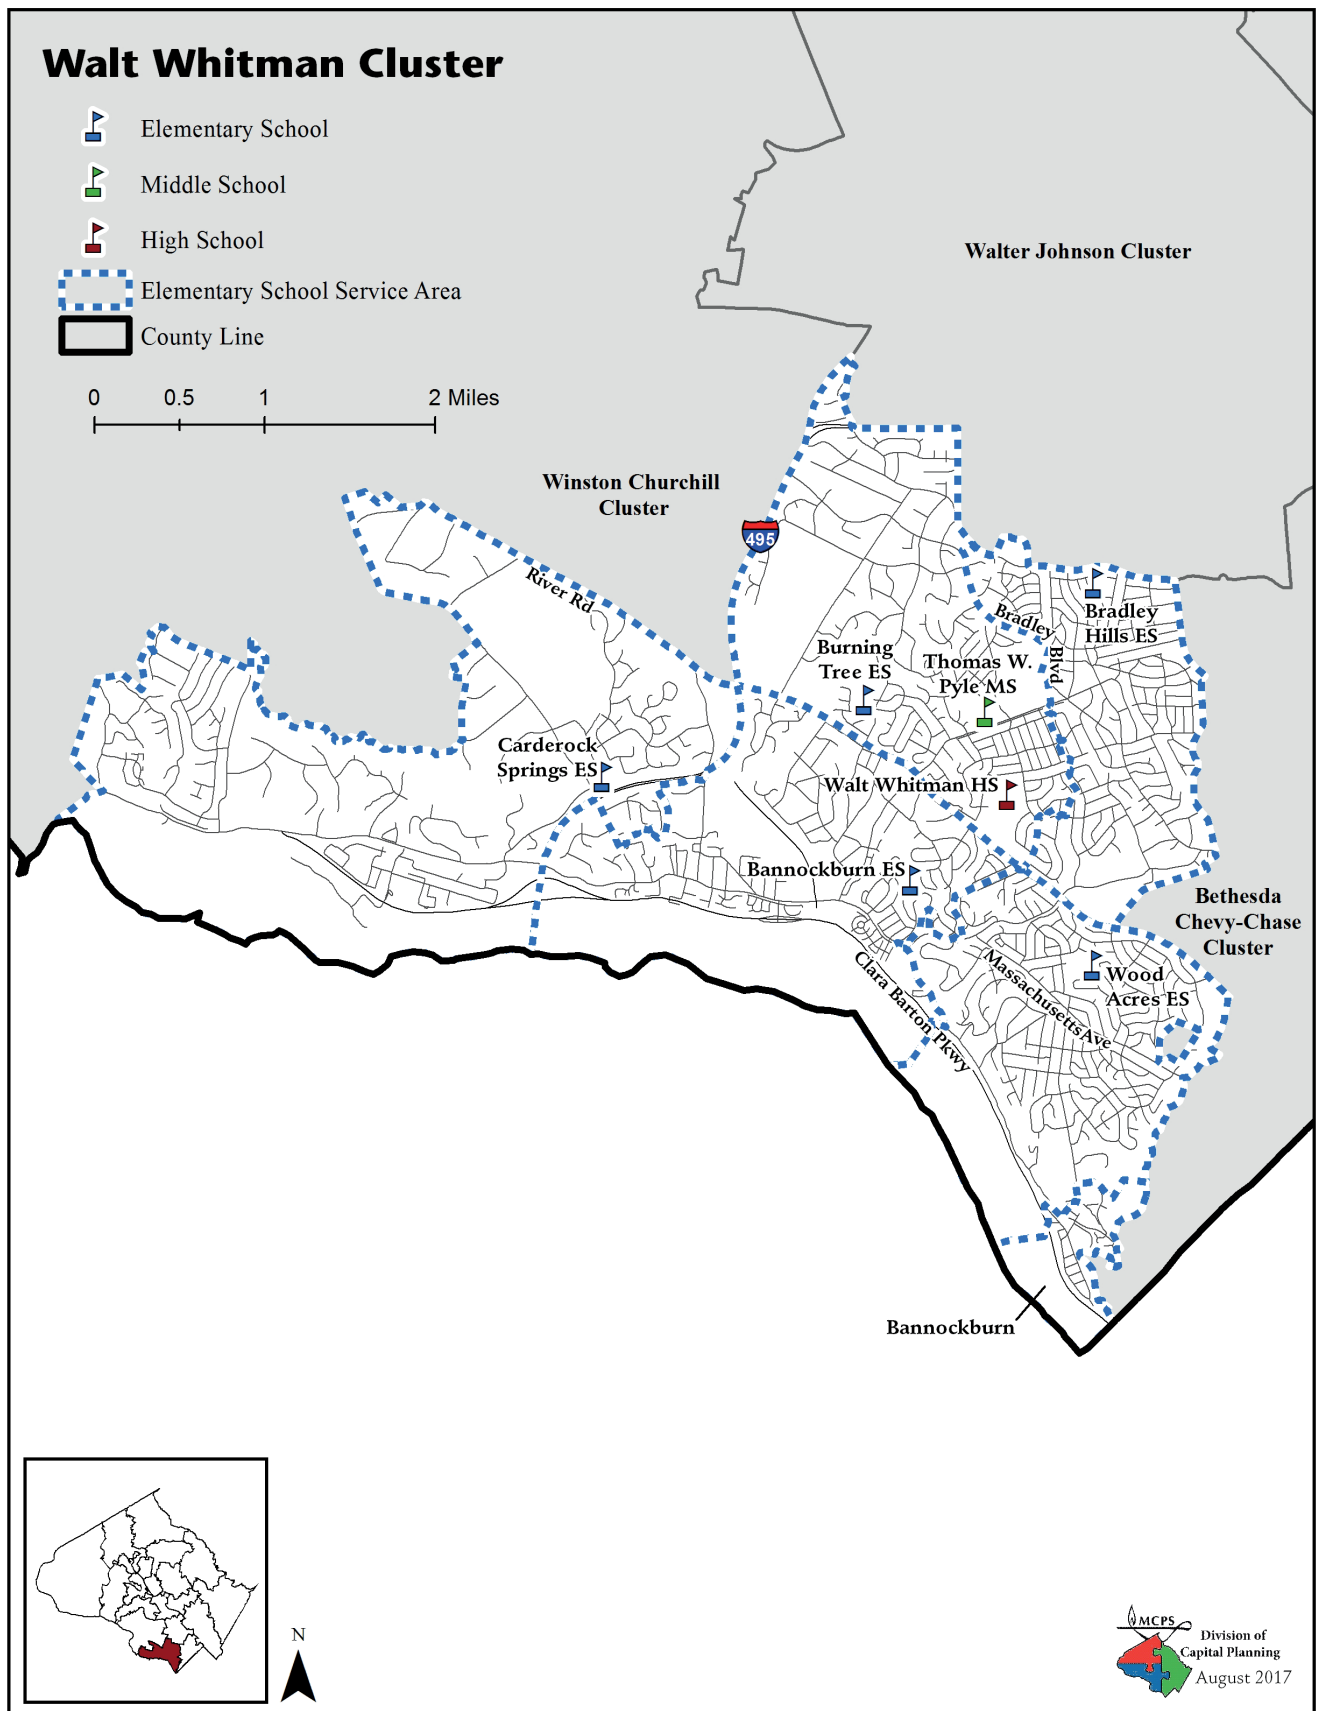 Walt Whitman Cluster
Elementary School
Middle School
High School
Elementary School Service Area
County Line
0 0.5 1 2 Miles
Walter Johnson Cluster
Winston Churchill
Cluster
495
River Rd
Bradley
Blvd
Bradley
Hills ES
Burning
Tree ES
Thomas W.
Pyle MS
Carderock
Springs ES
Walt Whitman HS
Bannockburn ES
Bethesda
Chevy-Chase
Cluster
Wood
Acres ES
Massachusetts Ave
Clara Barton Pkwy
Bannockburn
N
MCPS
Division of
Capital Planning
August 2017